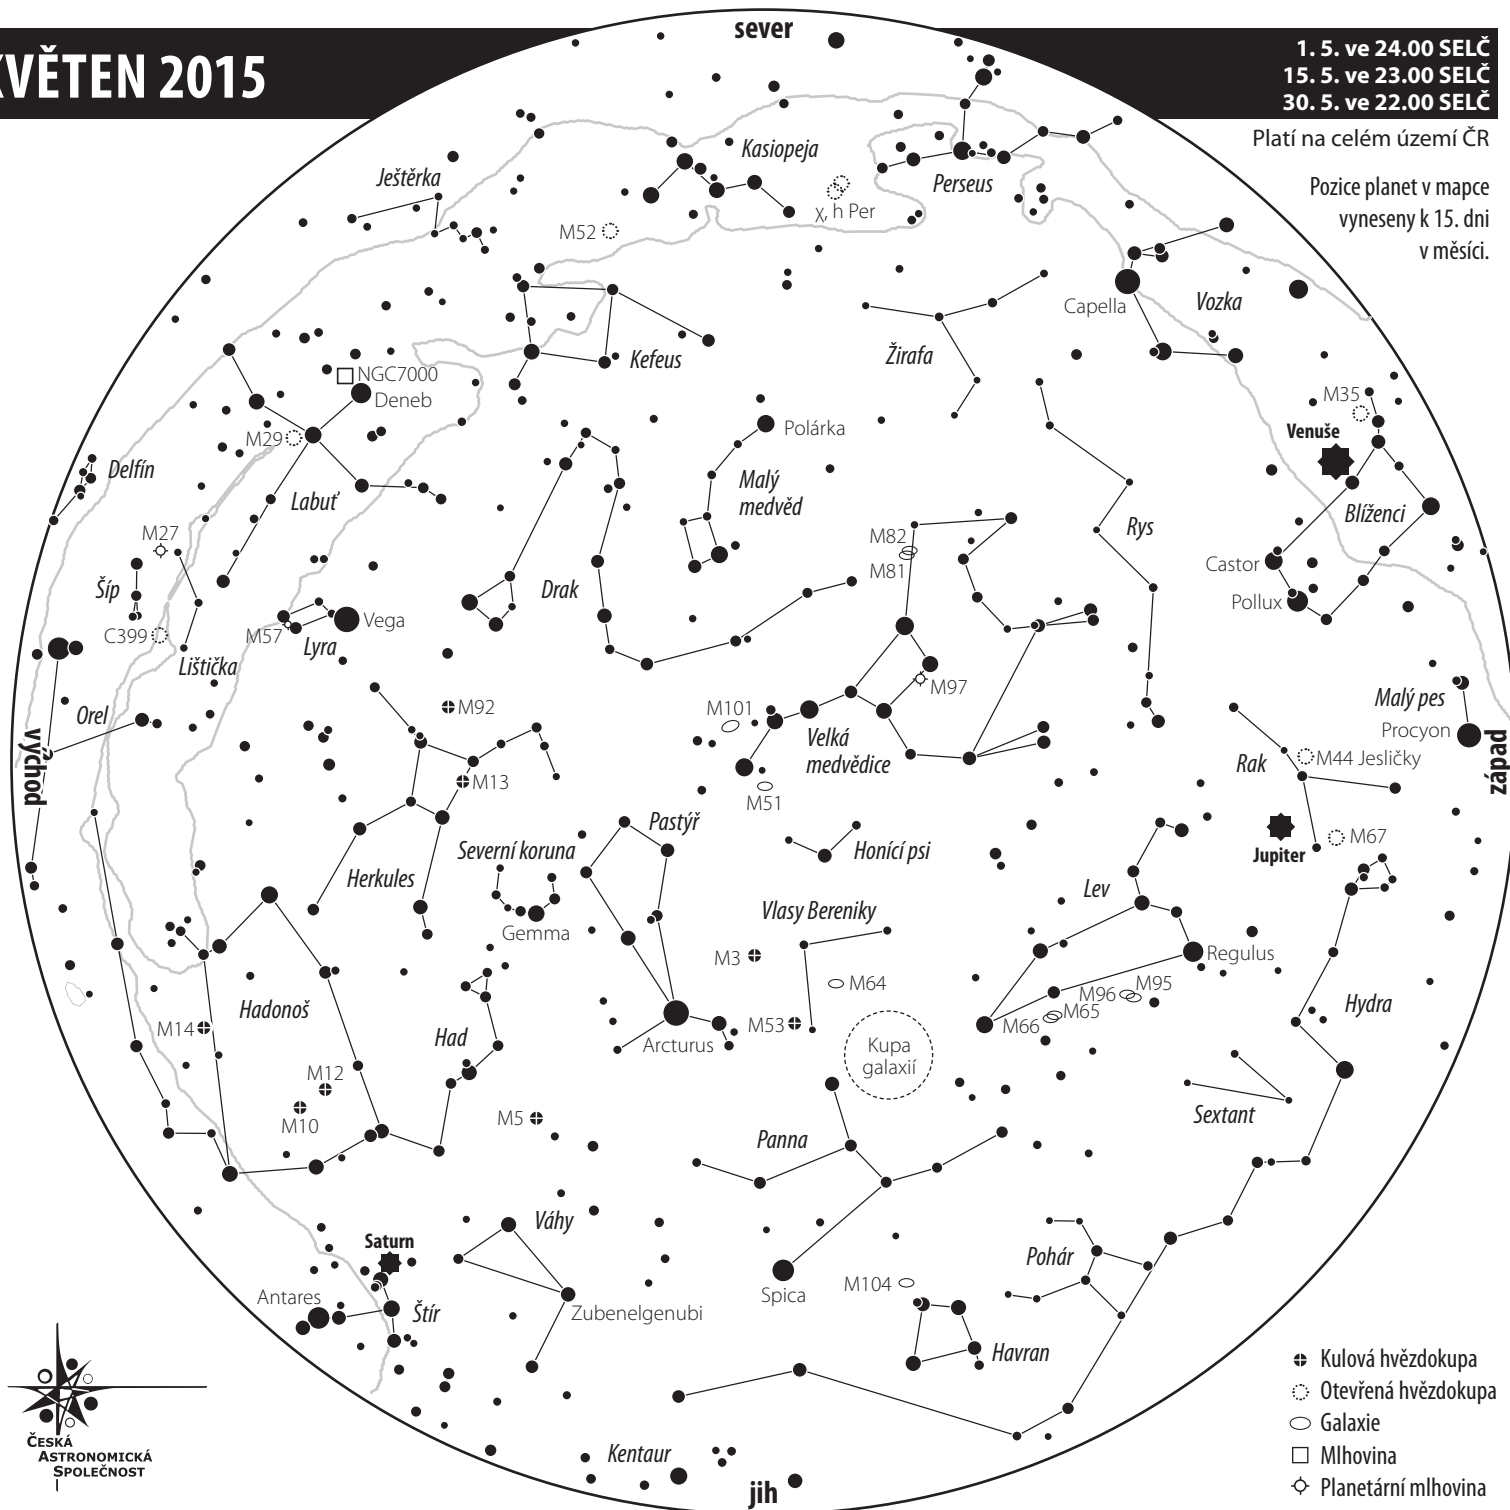 sever
KVĚTEN 2015
1. 5. ve 24.00 SELČ
15. 5. ve 23.00 SELČ
30. 5. ve 22.00 SELČ
Platí na celém území ČR
Pozice planet v mapce
vyneseny k 15. dni
v měsíci.
Kasiopeja
Ještěrka
Perseus
χ, h Per
M52
Capella
Vozka
Kefeus
Žirafa
NGC7000
Deneb
M35
Polárka
Venuše
M29
Delfín
Labuť
Malý
medvěd
Blíženci
M27
M82
M81
Rys
Castor
Šíp
Drak
Pollux
C399
M57
Vega
Lyra
Lištička
M97
Malý pes
M92
M101
Orel
Procyon
Velká
medvědice
východ
západ
Rak
M44 Jesličky
M13
M51
Pastýř
Jupiter
M67
Severní koruna
Honící psi
Herkules
Lev
Vlasy Bereniky
Gemma
M3
Regulus
M64
M96
M95
Hadonoš
Hydra
M14
Had
Arcturus
M53
M66
M65
Kupa
galaxií
M12
M10
M5
Sextant
Panna
Váhy
Saturn
Pohár
M104
Antares
Štír
Zubenelgenubi
Spica
Havran
Kentaur
jih
Kulová hvězdokupa
Otevřená hvězdokupa
Galaxie
Mlhovina
Planetární mlhovina
ČESKÁ
ASTRONOMICKÁ
SPOLEČNOST